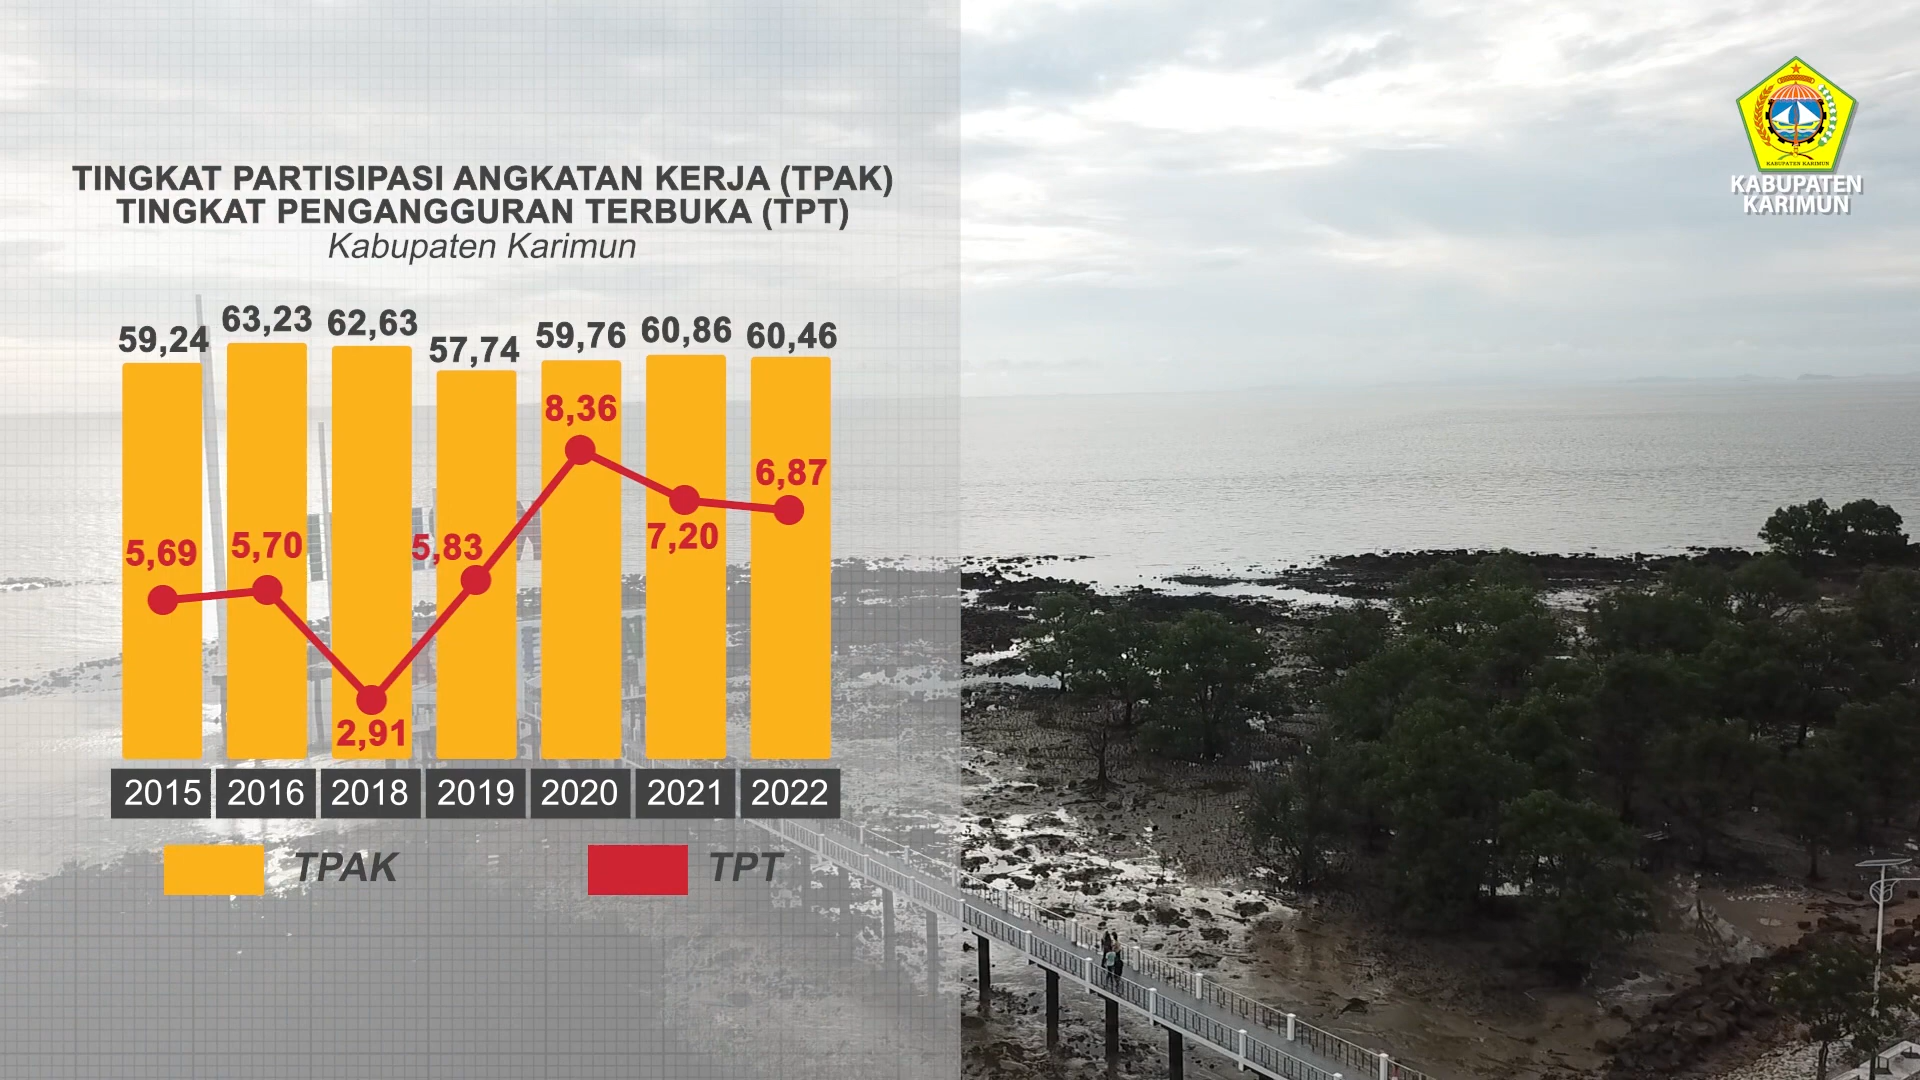 TINGKAT PARTISIPASI ANGKATAN KERJA (TPAK)
TINGKAT PENGANGGURAN TERBUKA (TPT)
Kabupaten Karimun
59,24 63,23 62,63 57,74 59,76 60,86 60,46
5,69 5,70 2,91 5,83 8,36 7,20 6,87
2015 2016 2018 2019 2020 2021 2022
TPAK TPT
KABUPATEN KARIMUN
KABUPATEN
KARIMUN